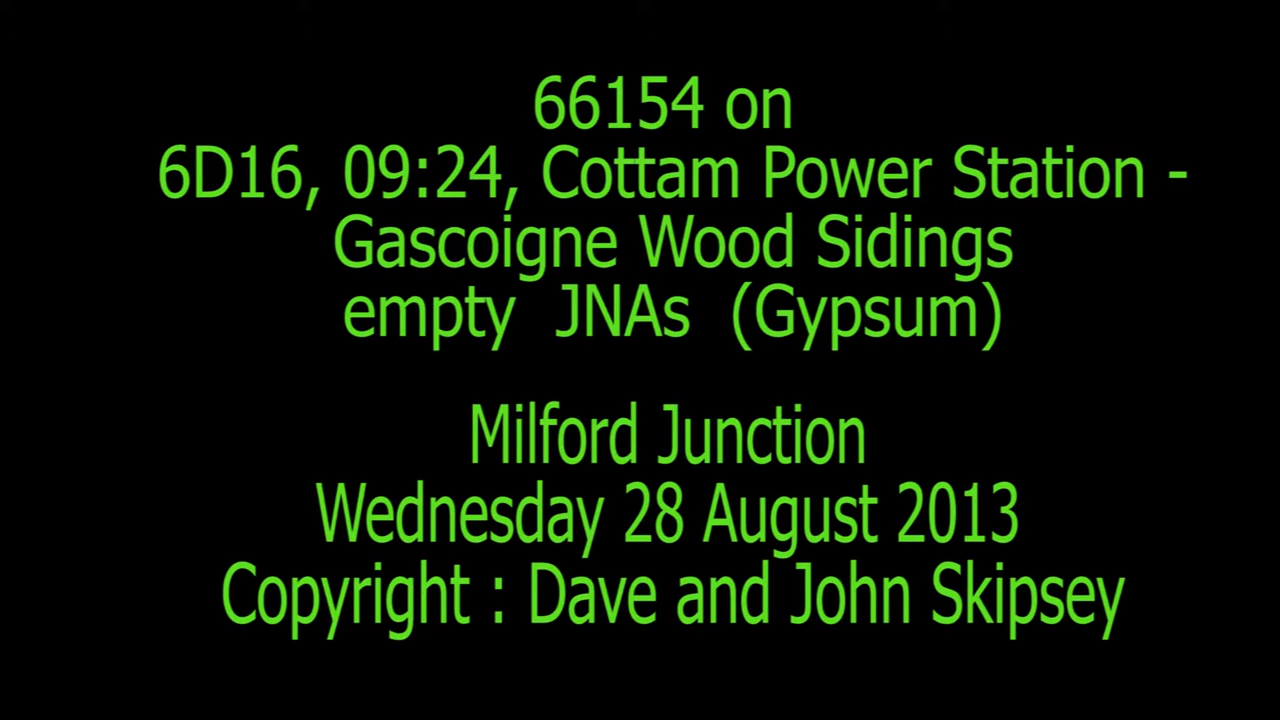 66154 on
6D16, 09:24, Cottam Power Station -
Gascoigne Wood Sidings
empty JNAs (Gypsum)
Milford Junction
Wednesday 28 August 2013
Copyright : Dave and John Skipsey